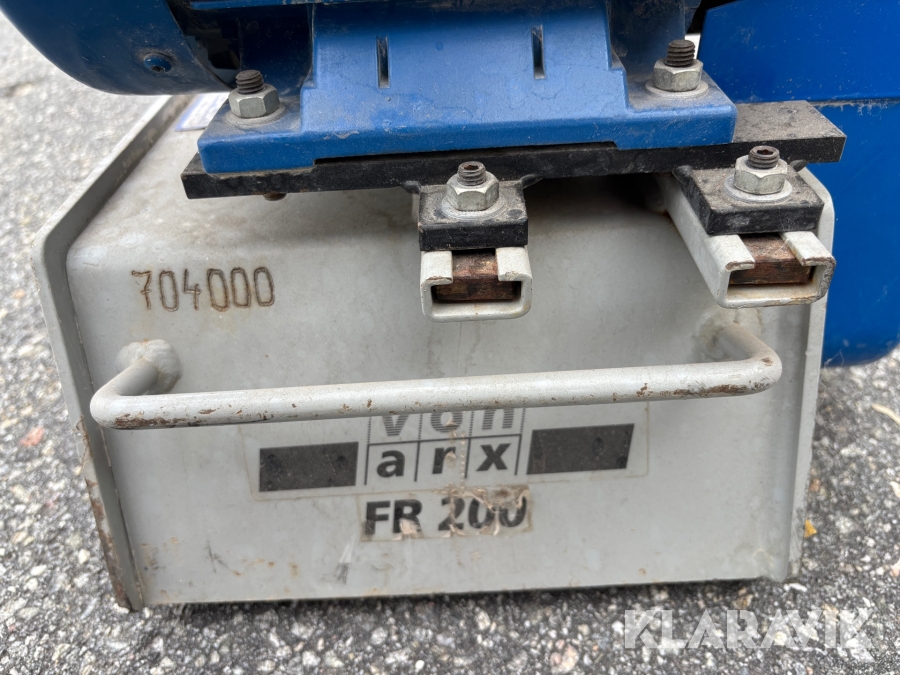 704000
von
arx
FR 200
KLARAVIK